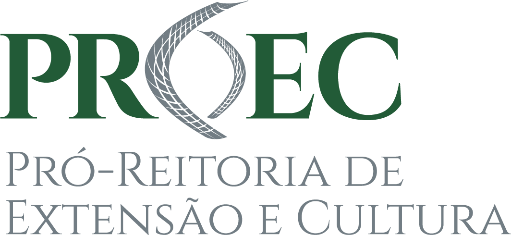 PROEC
PRÓ-REITORIA DE
EXTENSÃO E CULTURA